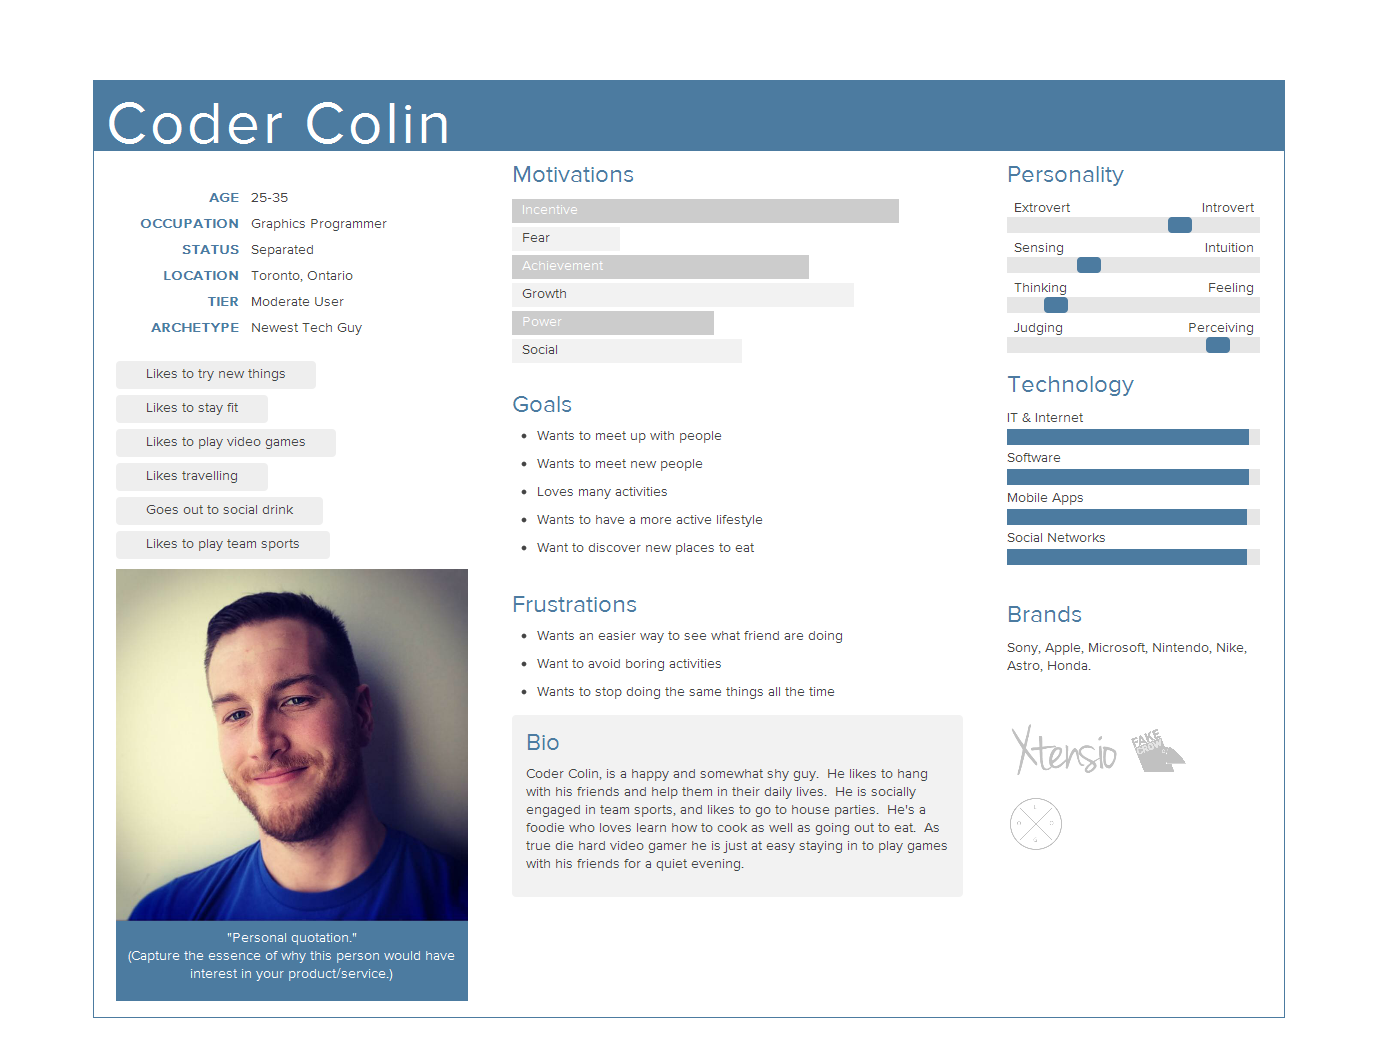 Coder Colin
AGE 25-35
OCCUPATION Graphics Programmer
STATUS Separated
LOCATION Toronto, Ontario
TIER Moderate User
ARCHETYPE Newest Tech Guy
Likes to try new things
Likes to stay fit
Likes to play video games
Likes travelling
Goes out to social drink
Likes to play team sports
"Personal quotation."
(Capture the essence of why this person would have
interest in your product/service.)
Motivations
Incentive
Fear
Achievement
Growth
Power
Social
Goals
• Wants to meet up with people
• Wants to meet new people
• Loves many activities
• Wants to have a more active lifestyle
• Want to discover new places to eat
Frustrations
• Wants an easier way to see what friend are doing
• Want to avoid boring activities
• Wants to stop doing the same things all the time
Bio
Coder Colin, is a happy and somewhat shy guy.  He likes to hang
with his friends and help them in their daily lives.  He is socially
engaged in team sports, and likes to go to house parties.  He's a
foodie who loves learn how to cook as well as going out to eat.  As
true die hard video gamer he is just at easy staying in to play games
with his friends for a quiet evening.
Personality
Extrovert Introvert
Sensing Intuition
Thinking Feeling
Judging Perceiving
Technology
IT & Internet
Software
Mobile Apps
Social Networks
Brands
Sony, Apple, Microsoft, Nintendo, Nike,
Astro, Honda.
Xtensio
FAKE
CROW